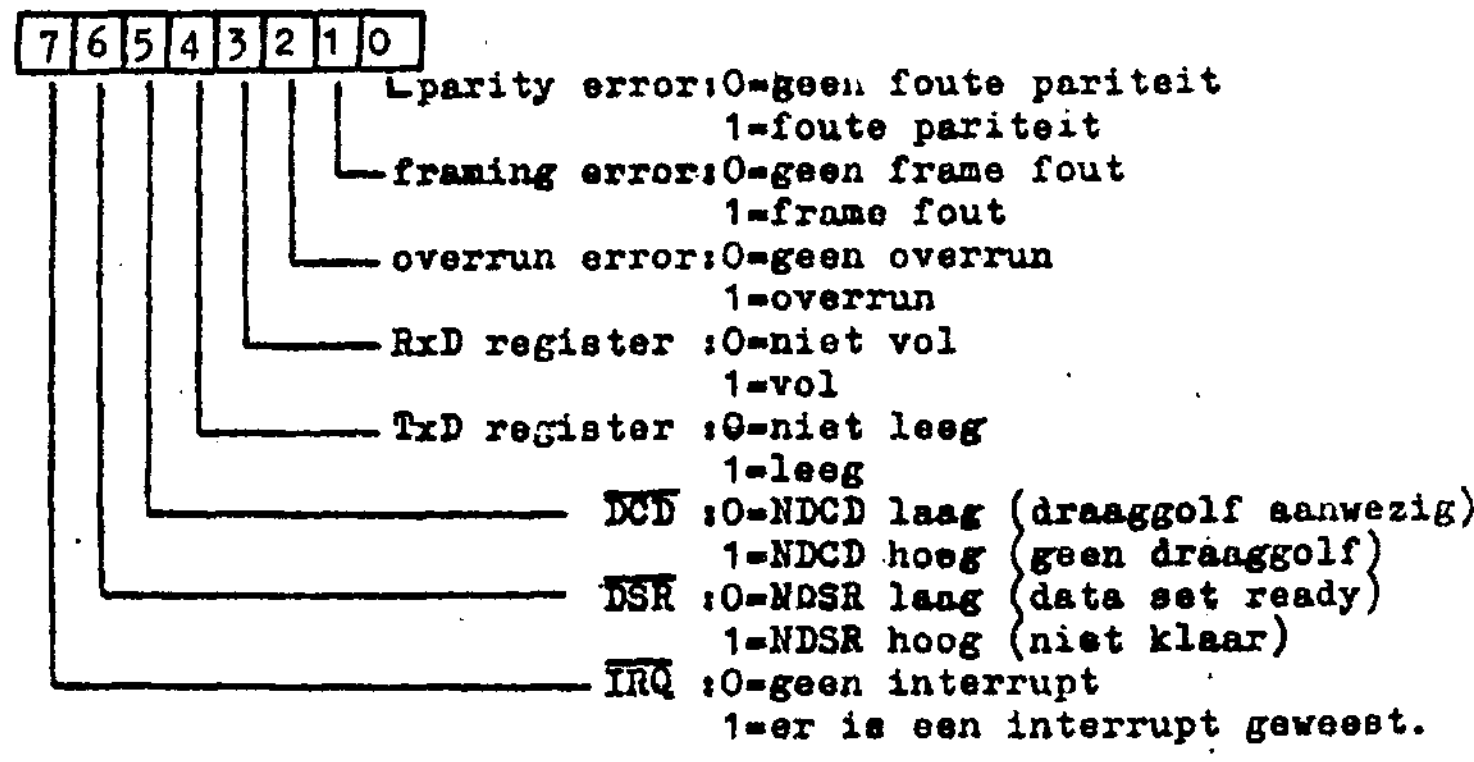 7 6 5 4 3 2 1 0
parity error:0=geen foute pariteit
1=foute pariteit
framing error:0=geen frame fout
1=frame fout
overrun error:0=geen overrun
1=overrun
RxD register :0=niet vol
1=vol
TxD register :0=niet leeg
1=leeg
D̅C̅D̅ :0=NDCD laag (draaggolf aanwezig)
1=NDCD hoog (geen draaggolf)
D̅S̅R̅ :0=NDSR laag (data set ready)
1=NDSR hoog (niet klaar)
I̅R̅Q̅ :0=geen interrupt
1=er is een interrupt geweest.